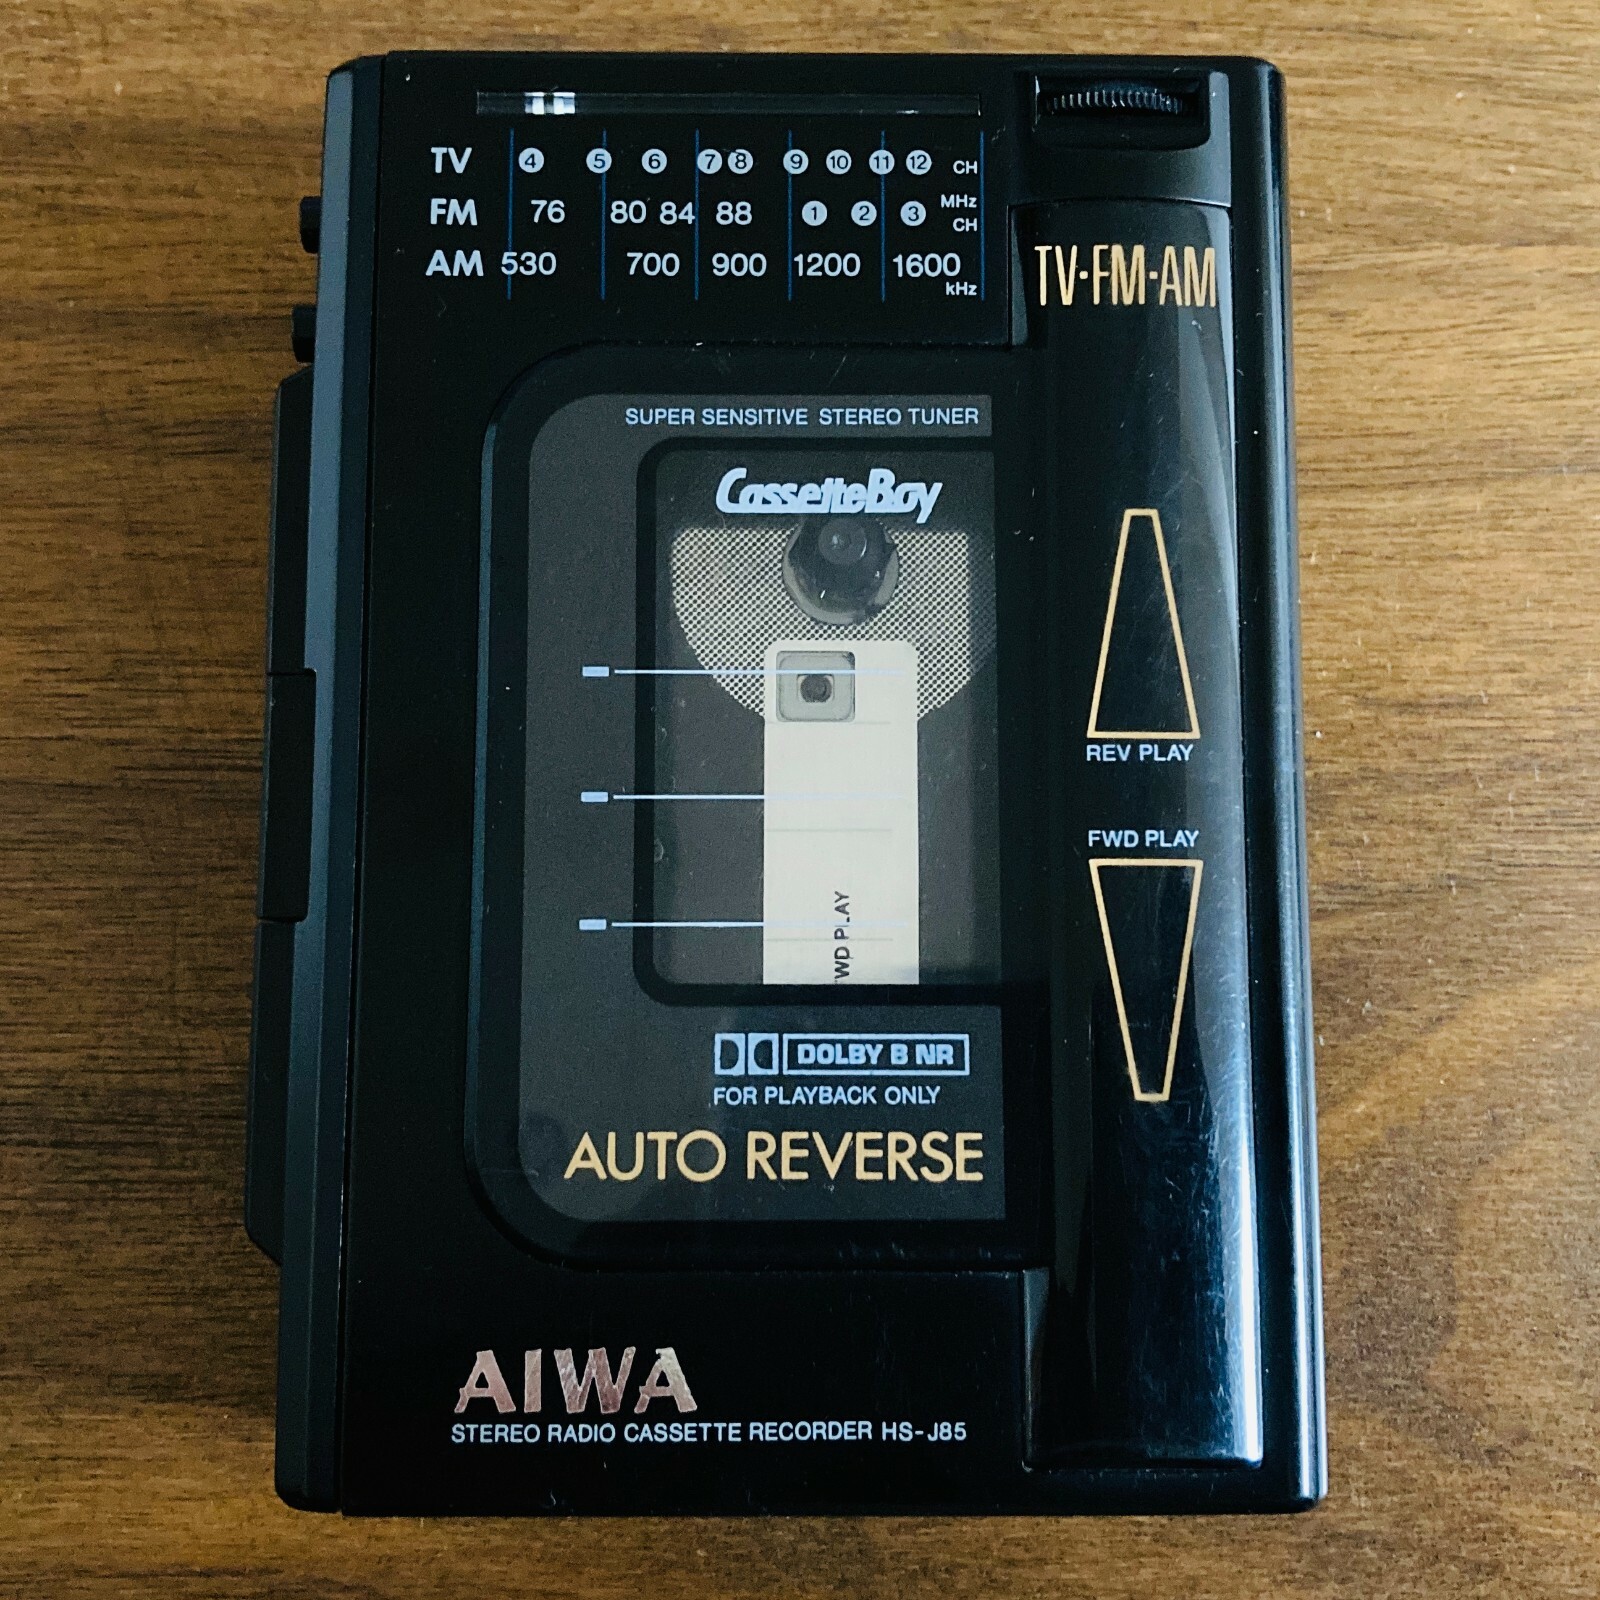 TV 4 5 6 7 8 9 10 11 12 CH
FM 76 80 84 88 1 2 3 MHz CH
AM 530 700 900 1200 1600 kHz
TV·FM·AM
SUPER SENSITIVE STEREO TUNER
CassetteBoy
REV PLAY
FWD PLAY
WD PLAY
DOLBY B NR
FOR PLAYBACK ONLY
AUTO REVERSE
AIWA
STEREO RADIO CASSETTE RECORDER HS-J85